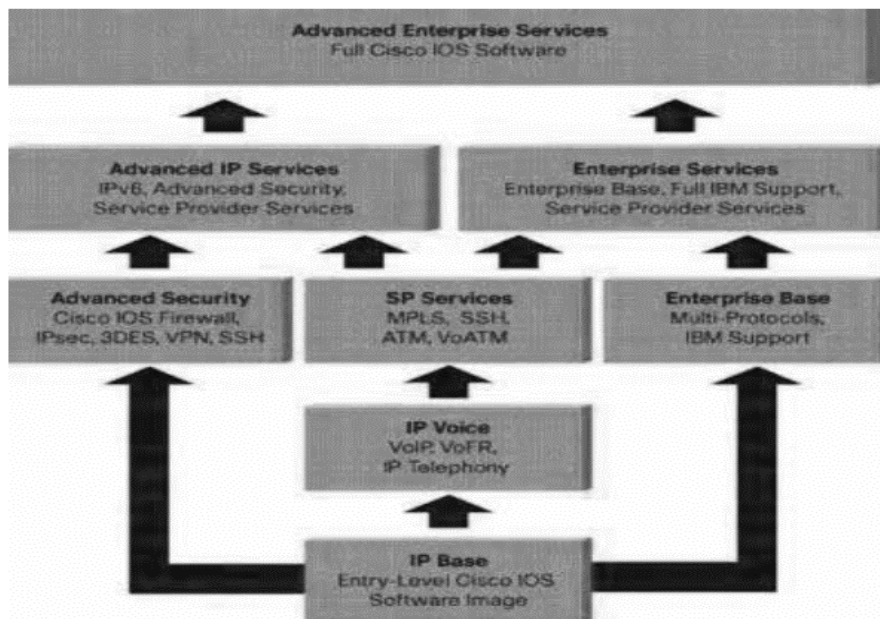 Advanced Enterprise Services
Full Cisco IOS Software
Advanced IP Services
IPv6, Advanced Security,
Service Provider Services
Enterprise Services
Enterprise Base, Full IBM Support,
Service Provider Services
Advanced Security
Cisco IOS Firewall,
IPsec, 3DES, VPN, SSH
SP Services
MPLS, SSH,
ATM, VoATM
Enterprise Base
Multi-Protocols,
IBM Support
IP Voice
VoIP, VoFR,
IP Telephony
IP Base
Entry-Level Cisco IOS
Software Image